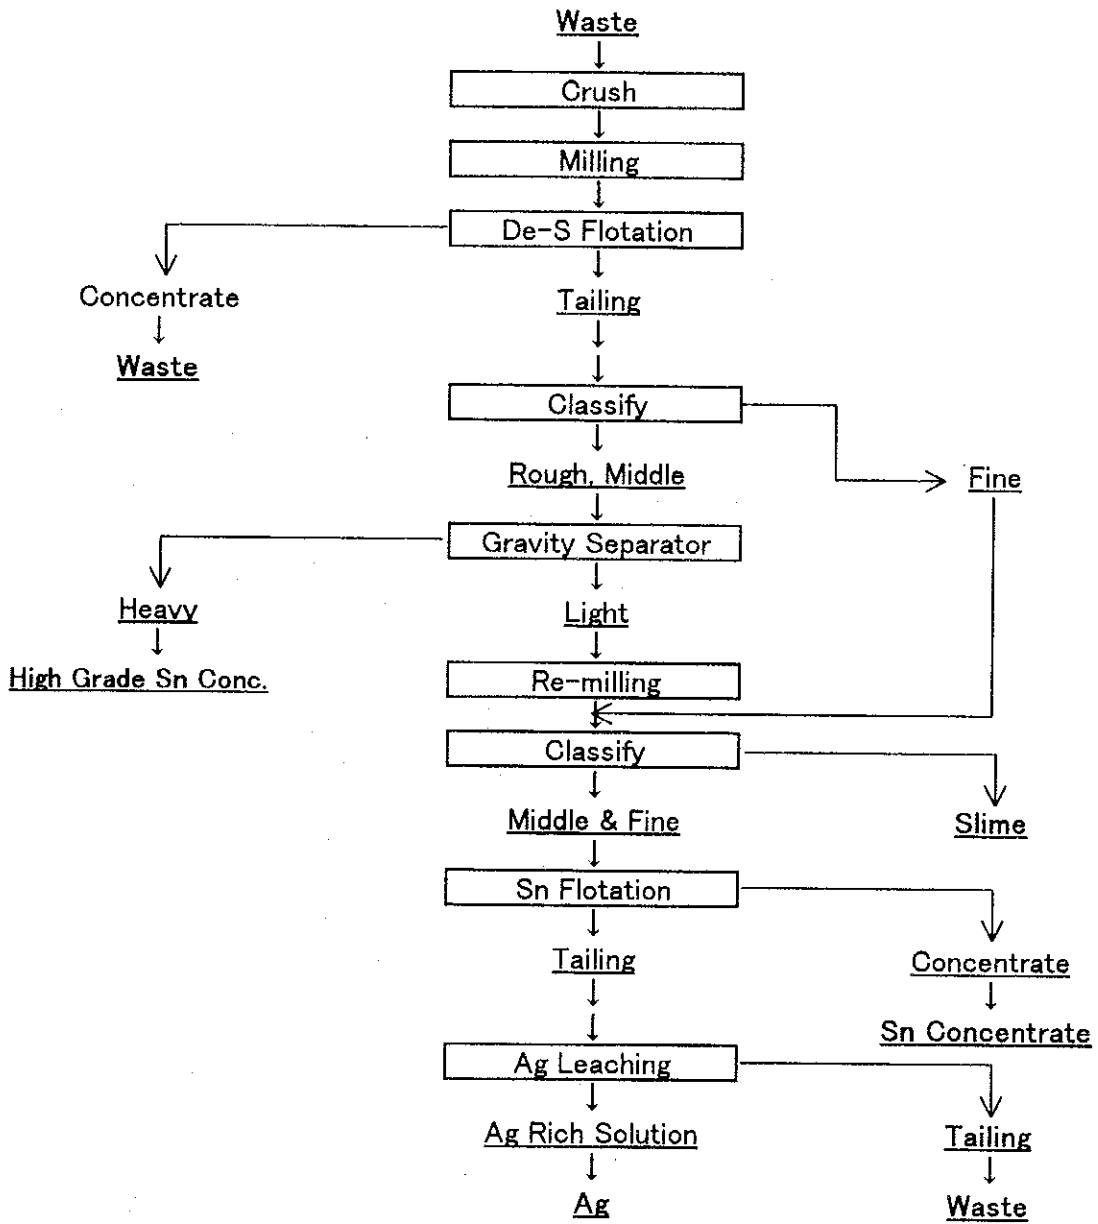 Waste
Crush
Milling
De-S Flotation
Concentrate
Tailing
Waste
Classify
Rough, Middle
Fine
Gravity Separator
Heavy
Light
High Grade Sn Conc.
Re-milling
Classify
Middle & Fine
Slime
Sn Flotation
Tailing
Concentrate
Sn Concentrate
Ag Leaching
Ag Rich Solution
Tailing
Ag
Waste